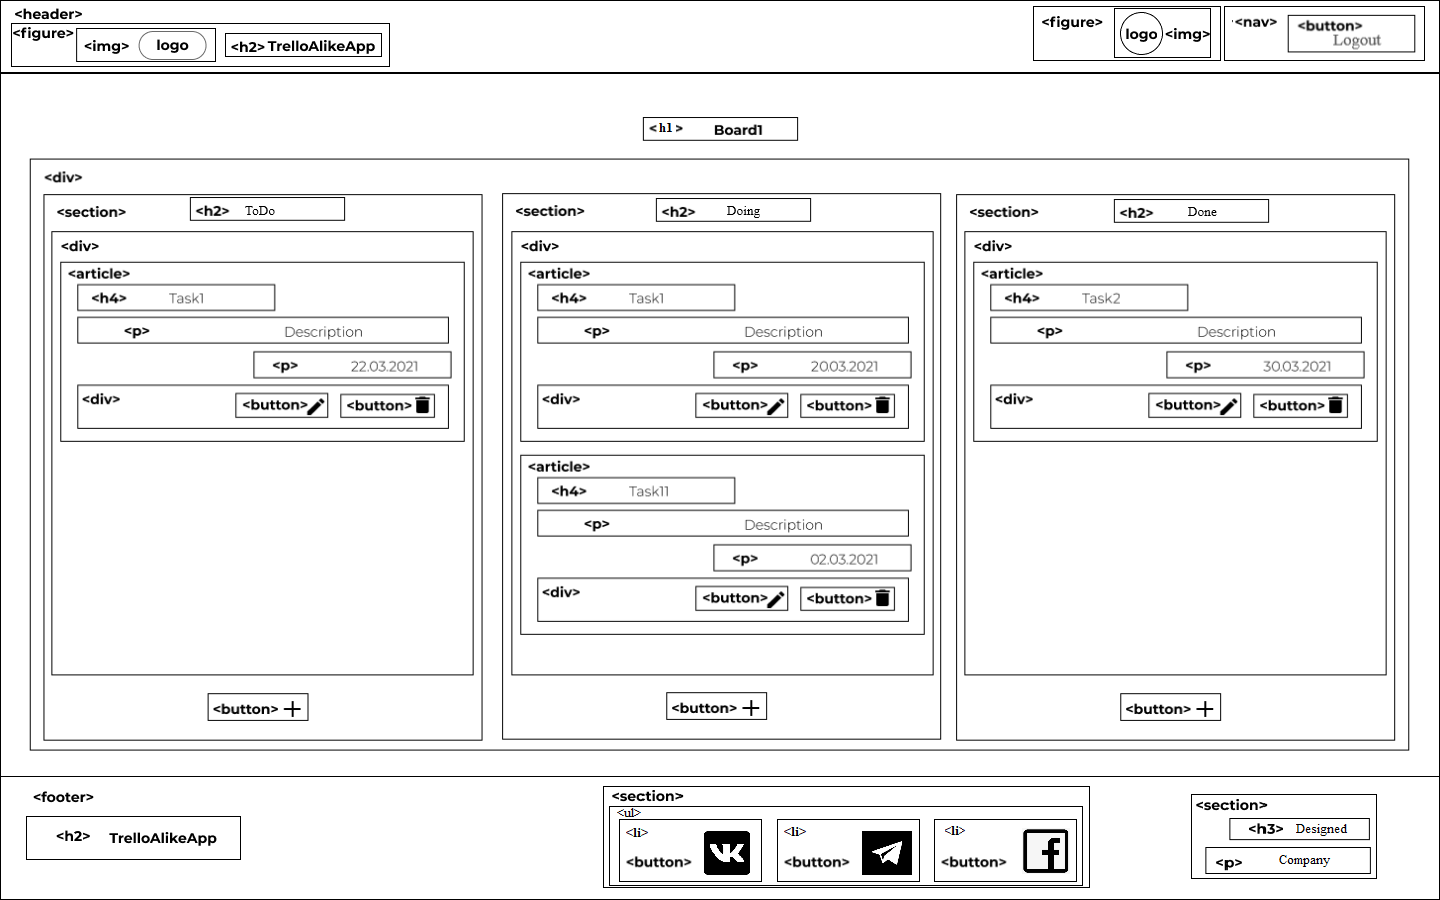 <header>
<figure>
<img> logo
<h2> TrelloAlikeApp
<figure>
logo <img>
<nav>
<button>
Logout
<h1> Board1
<div>
<section>
<h2> ToDo
<div>
<article>
<h4> Task1
<p> Description
<p> 22.03.2021
<div>
<button>
<button>
<button>
<section>
<h2> Doing
<div>
<article>
<h4> Task1
<p> Description
<p> 20.03.2021
<div>
<button>
<button>
<article>
<h4> Task11
<p> Description
<p> 02.03.2021
<div>
<button>
<button>
<button>
<section>
<h2> Done
<div>
<article>
<h4> Task2
<p> Description
<p> 30.03.2021
<div>
<button>
<button>
<button>
<footer>
<h2> TrelloAlikeApp
<section>
<ul>
<li>
<button>
<li>
<button>
<li>
<button>
<section>
<h3> Designed
<p> Company